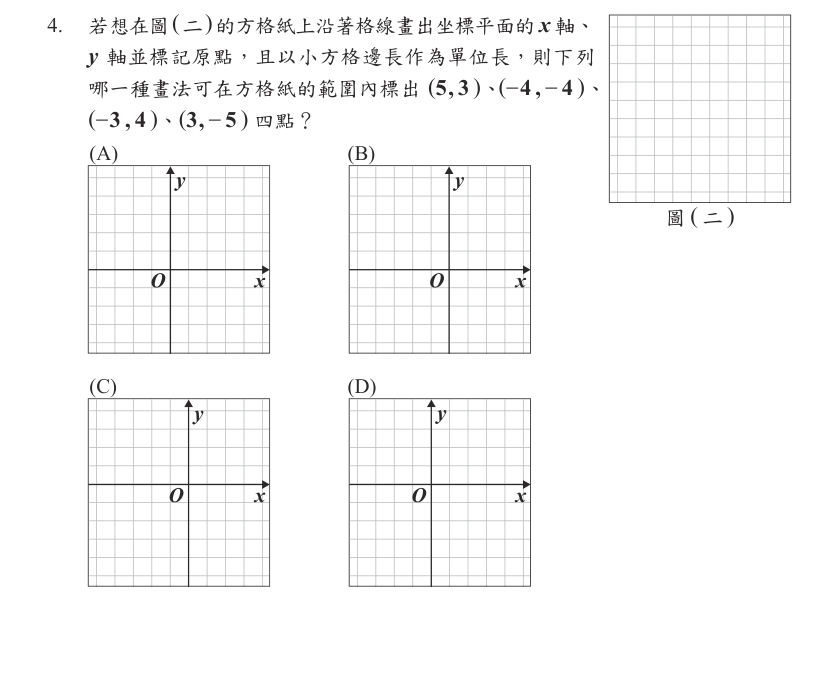 4. 若想在圖(二)的方格紙上沿著格線畫出坐標平面的 x 軸、
y 軸並標記原點，且以小方格邊長作為單位長，則下列
哪一種畫法可在方格紙的範圍內標出 (5,3)、(−4,−4)、
(−3,4)、(3,−5) 四點？
圖(二)
(A)
y
O
x
(B)
y
O
x
(C)
y
O
x
(D)
y
O
x